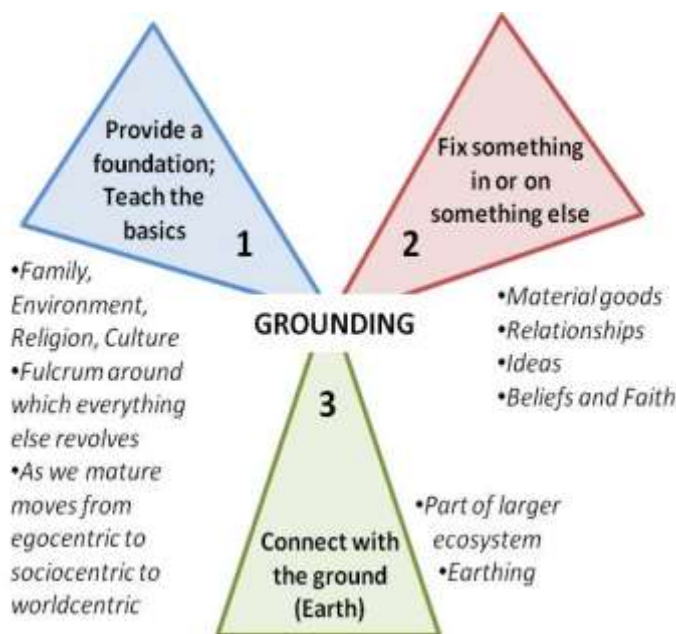 Provide a
foundation;
Teach the
basics
1
•Family,
Environment,
Religion, Culture
•Fulcrum around
which everything
else revolves
•As we mature
moves from
egocentric to
sociocentric to
worldcentric
Fix something
in or on
something else
2
•Material goods
•Relationships
•Ideas
•Beliefs and Faith
GROUNDING
3
Connect with
the ground
(Earth)
•Part of larger
ecosystem
•Earthing